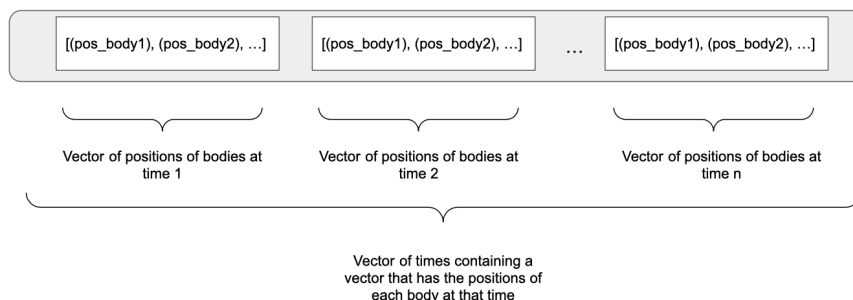 [(pos_body1), (pos_body2), ...] [(pos_body1), (pos_body2), ...] ... [(pos_body1), (pos_body2), ...]
Vector of positions of bodies at
time 1
Vector of positions of bodies at
time 2
Vector of positions of bodies at
time n
Vector of times containing a
vector that has the positions of
each body at that time